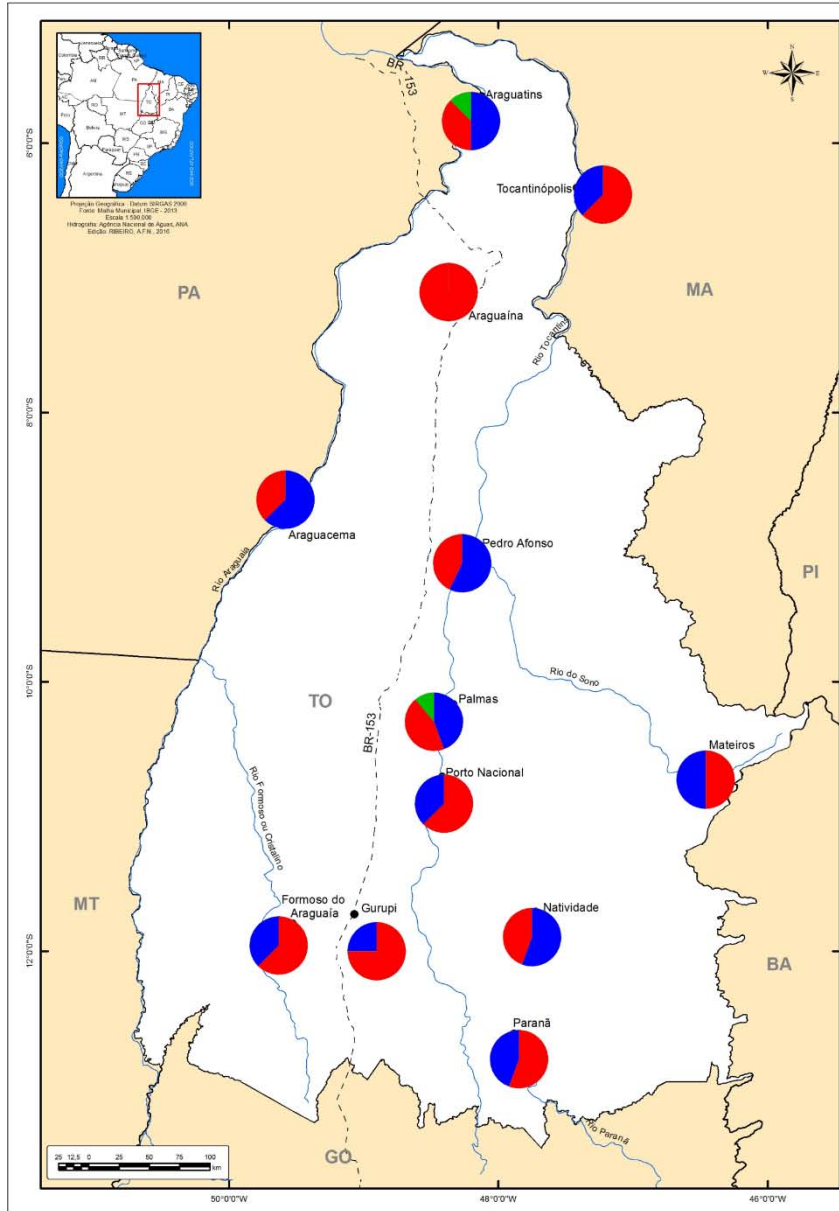 Projeção Geográfica - Datum SIRGAS 2000
Fonte: Malha Municipal, IBGE - 2013
Escala 1:500.000
Hidrografia: Agência Nacional de Águas, ANA.
Edição: RIBEIRO, A.F.N., 2016
N
W
E
S
BR - 153
Araguatins
6°0'0"S
Tocantinópolis
PA
MA
Araguaína
Rio Tocantins
8°0'0"S
Araguacema
Rio Araguaia
Pedro Afonso
PI
Rio do Sono
10°0'0"S
TO
Palmas
BR-153
Mateiros
Porto Nacional
Rio Formoso ou Cristalino
MT
Formoso do
Araguaía
Gurupi
Natividade
BA
12°0'0"S
Paranã
Rio Paranã
25 12,5 0 25 50 75 100
km
GO
50°0'0"W
48°0'0"W
46°0'0"W